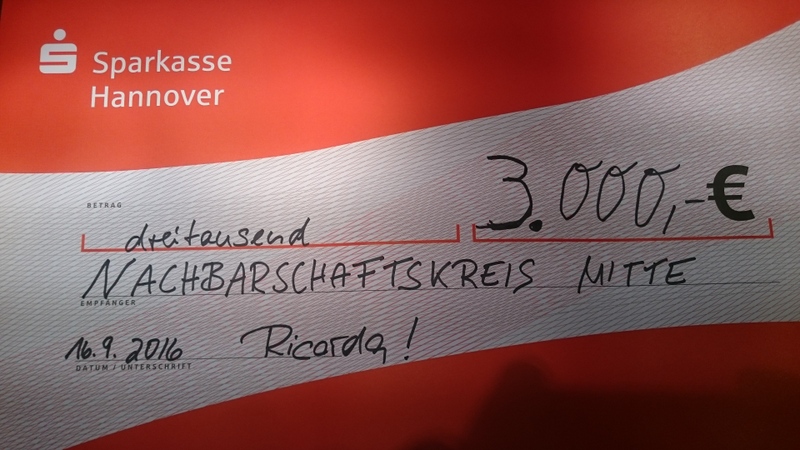 Sparkasse
Hannover
BETRAG
dreitausend 3.000,-€
NACHBARSCHAFTSKREIS MITTE
EMPFÄNGER
16.9.2016 Ricarda!
DATUM / UNTERSCHRIFT